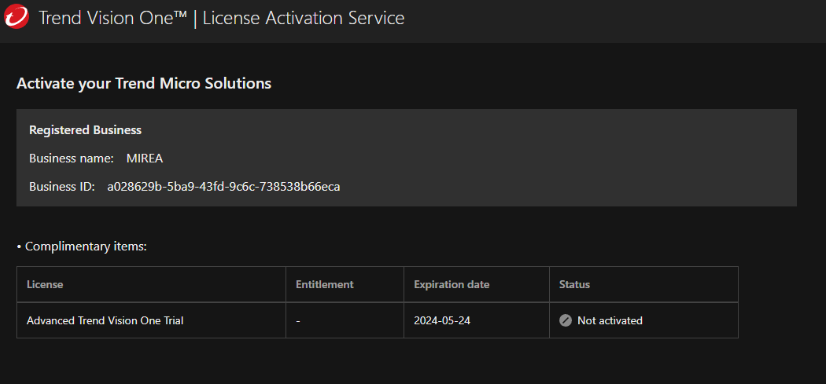 Trend Vision One™ | License Activation Service
Activate your Trend Micro Solutions
Registered Business
Business name: MIREA
Business ID: a028629b-5ba9-43fd-9c6c-738538b66eca
• Complimentary items:
License Entitlement Expiration date Status
Advanced Trend Vision One Trial - 2024-05-24 Not activated